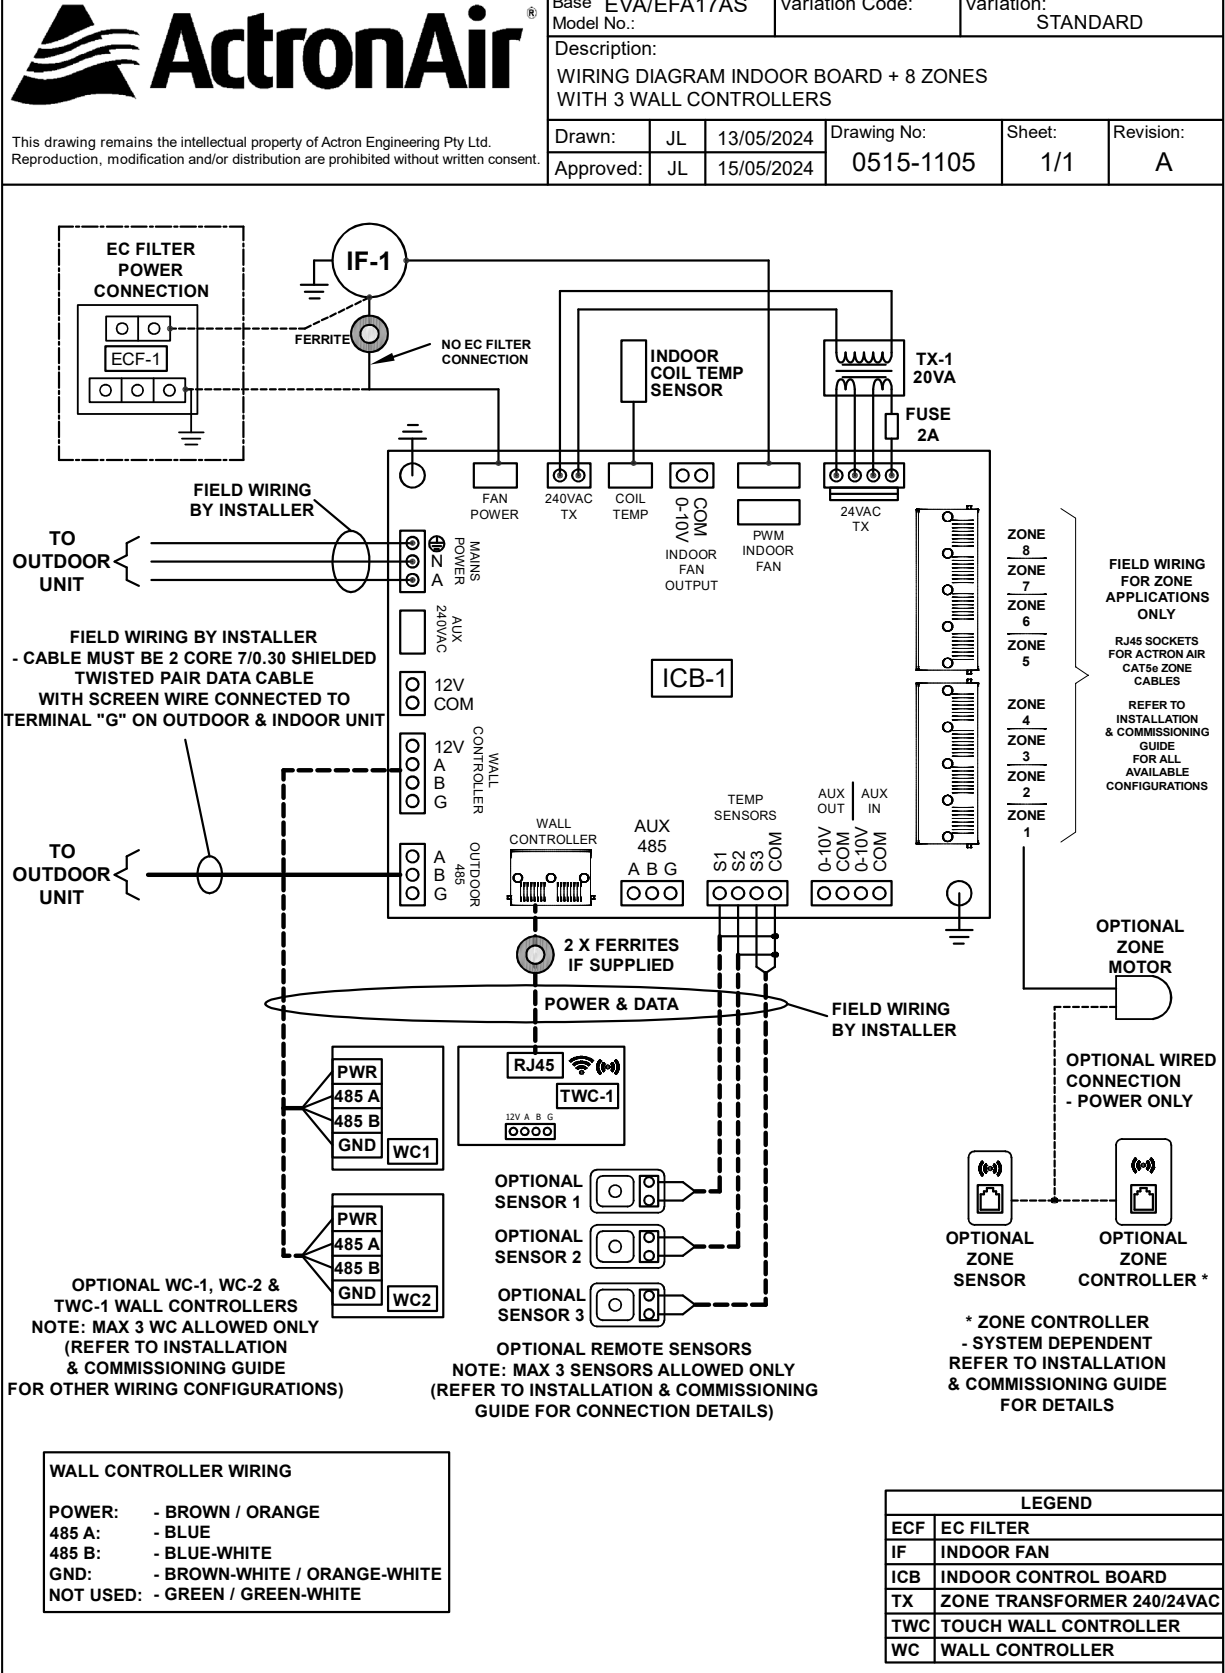 ActronAir
®
This drawing remains the intellectual property of Actron Engineering Pty Ltd.
Reproduction, modification and/or distribution are prohibited without written consent.
Base EVA/EFA17AS
Model No.:
Variation Code:
Variation:
STANDARD
Description:
WIRING DIAGRAM INDOOR BOARD + 8 ZONES
WITH 3 WALL CONTROLLERS
Drawn: JL 13/05/2024
Approved: JL 15/05/2024
Drawing No:
0515-1105
Sheet:
1/1
Revision:
A
EC FILTER
POWER
CONNECTION
ECF-1
IF-1
FERRITE
NO EC FILTER
CONNECTION
INDOOR
COIL TEMP
SENSOR
TX-1
20VA
FUSE
2A
FAN
POWER
240VAC
TX
COIL
TEMP
0-10V
COM
INDOOR
FAN
OUTPUT
PWM
INDOOR
FAN
24VAC
TX
FIELD WIRING
BY INSTALLER
TO
OUTDOOR
UNIT
N
A
MAINS
POWER
AUX
240VAC
12V
COM
12V
A
B
G
WALL
CONTROLLER
FIELD WIRING BY INSTALLER
- CABLE MUST BE 2 CORE 7/0.30 SHIELDED
TWISTED PAIR DATA CABLE
WITH SCREEN WIRE CONNECTED TO
TERMINAL "G" ON OUTDOOR & INDOOR UNIT
ICB-1
TO
OUTDOOR
UNIT
A
B
G
OUTDOOR
485
WALL
CONTROLLER
AUX
485
A B G
TEMP
SENSORS
S1
S2
S3
COM
AUX
OUT
AUX
IN
0-10V
COM
0-10V
COM
ZONE
8
ZONE
7
ZONE
6
ZONE
5
ZONE
4
ZONE
3
ZONE
2
ZONE
1
FIELD WIRING
FOR ZONE
APPLICATIONS
ONLY
RJ45 SOCKETS
FOR ACTRON AIR
CAT5e ZONE
CABLES
REFER TO
INSTALLATION
& COMMISSIONING
GUIDE
FOR ALL
AVAILABLE
CONFIGURATIONS
2 X FERRITES
IF SUPPLIED
POWER & DATA
FIELD WIRING
BY INSTALLER
OPTIONAL
ZONE
MOTOR
OPTIONAL WIRED
CONNECTION
- POWER ONLY
PWR
485 A
485 B
GND
WC1
RJ45
TWC-1
12V A B G
PWR
485 A
485 B
GND
WC2
OPTIONAL
SENSOR 1
OPTIONAL
SENSOR 2
OPTIONAL
SENSOR 3
OPTIONAL
ZONE
SENSOR
OPTIONAL
ZONE
CONTROLLER *
OPTIONAL WC-1, WC-2 &
TWC-1 WALL CONTROLLERS
NOTE: MAX 3 WC ALLOWED ONLY
(REFER TO INSTALLATION
& COMMISSIONING GUIDE
FOR OTHER WIRING CONFIGURATIONS)
OPTIONAL REMOTE SENSORS
NOTE: MAX 3 SENSORS ALLOWED ONLY
(REFER TO INSTALLATION & COMMISSIONING
GUIDE FOR CONNECTION DETAILS)
* ZONE CONTROLLER
- SYSTEM DEPENDENT
REFER TO INSTALLATION
& COMMISSIONING GUIDE
FOR DETAILS
WALL CONTROLLER WIRING
POWER: - BROWN / ORANGE
485 A: - BLUE
485 B: - BLUE-WHITE
GND: - BROWN-WHITE / ORANGE-WHITE
NOT USED: - GREEN / GREEN-WHITE
LEGEND
ECF EC FILTER
IF INDOOR FAN
ICB INDOOR CONTROL BOARD
TX ZONE TRANSFORMER 240/24VAC
TWC TOUCH WALL CONTROLLER
WC WALL CONTROLLER